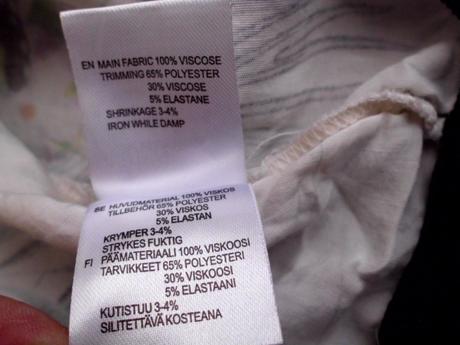 EN MAIN FABRIC 100% VISCOSE
TRIMMING 65% POLYESTER
30% VISCOSE
5% ELASTANE
SHRINKAGE 3-4%
IRON WHILE DAMP
SE HUVUDMATERIAL 100% VISKOS
TILLBEHÖR 65% POLYESTER
30% VISKOS
5% ELASTAN
KRYMPER 3-4%
STRYKES FUKTIG
FI PÄÄMATERIAALI 100% VISKOOSI
TARVIKKEET 65% POLYESTERI
30% VISKOOSI
5% ELASTAANI
KUTISTUU 3-4%
SILITETTÄVÄ KOSTEANA